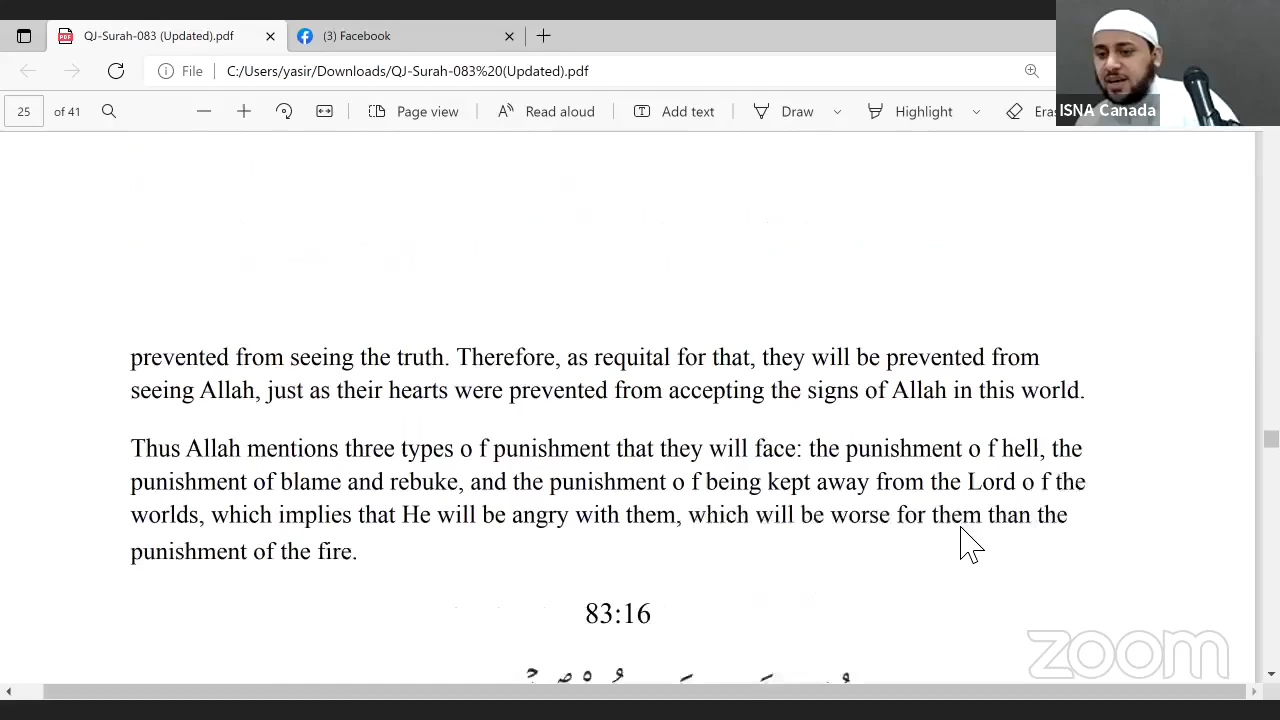 QJ-Surah-083 (Updated).pdf
(3) Facebook
File
C:/Users/yasir/Downloads/QJ-Surah-083%20(Updated).pdf
25 of 41
Page view
Read aloud
Add text
Draw
Highlight
Eras
ISNA Canada
prevented from seeing the truth. Therefore, as requital for that, they will be prevented from
seeing Allah, just as their hearts were prevented from accepting the signs of Allah in this world.
Thus Allah mentions three types o f punishment that they will face: the punishment o f hell, the
punishment of blame and rebuke, and the punishment o f being kept away from the Lord o f the
worlds, which implies that He will be angry with them, which will be worse for them than the
punishment of the fire.
83:16
zoom